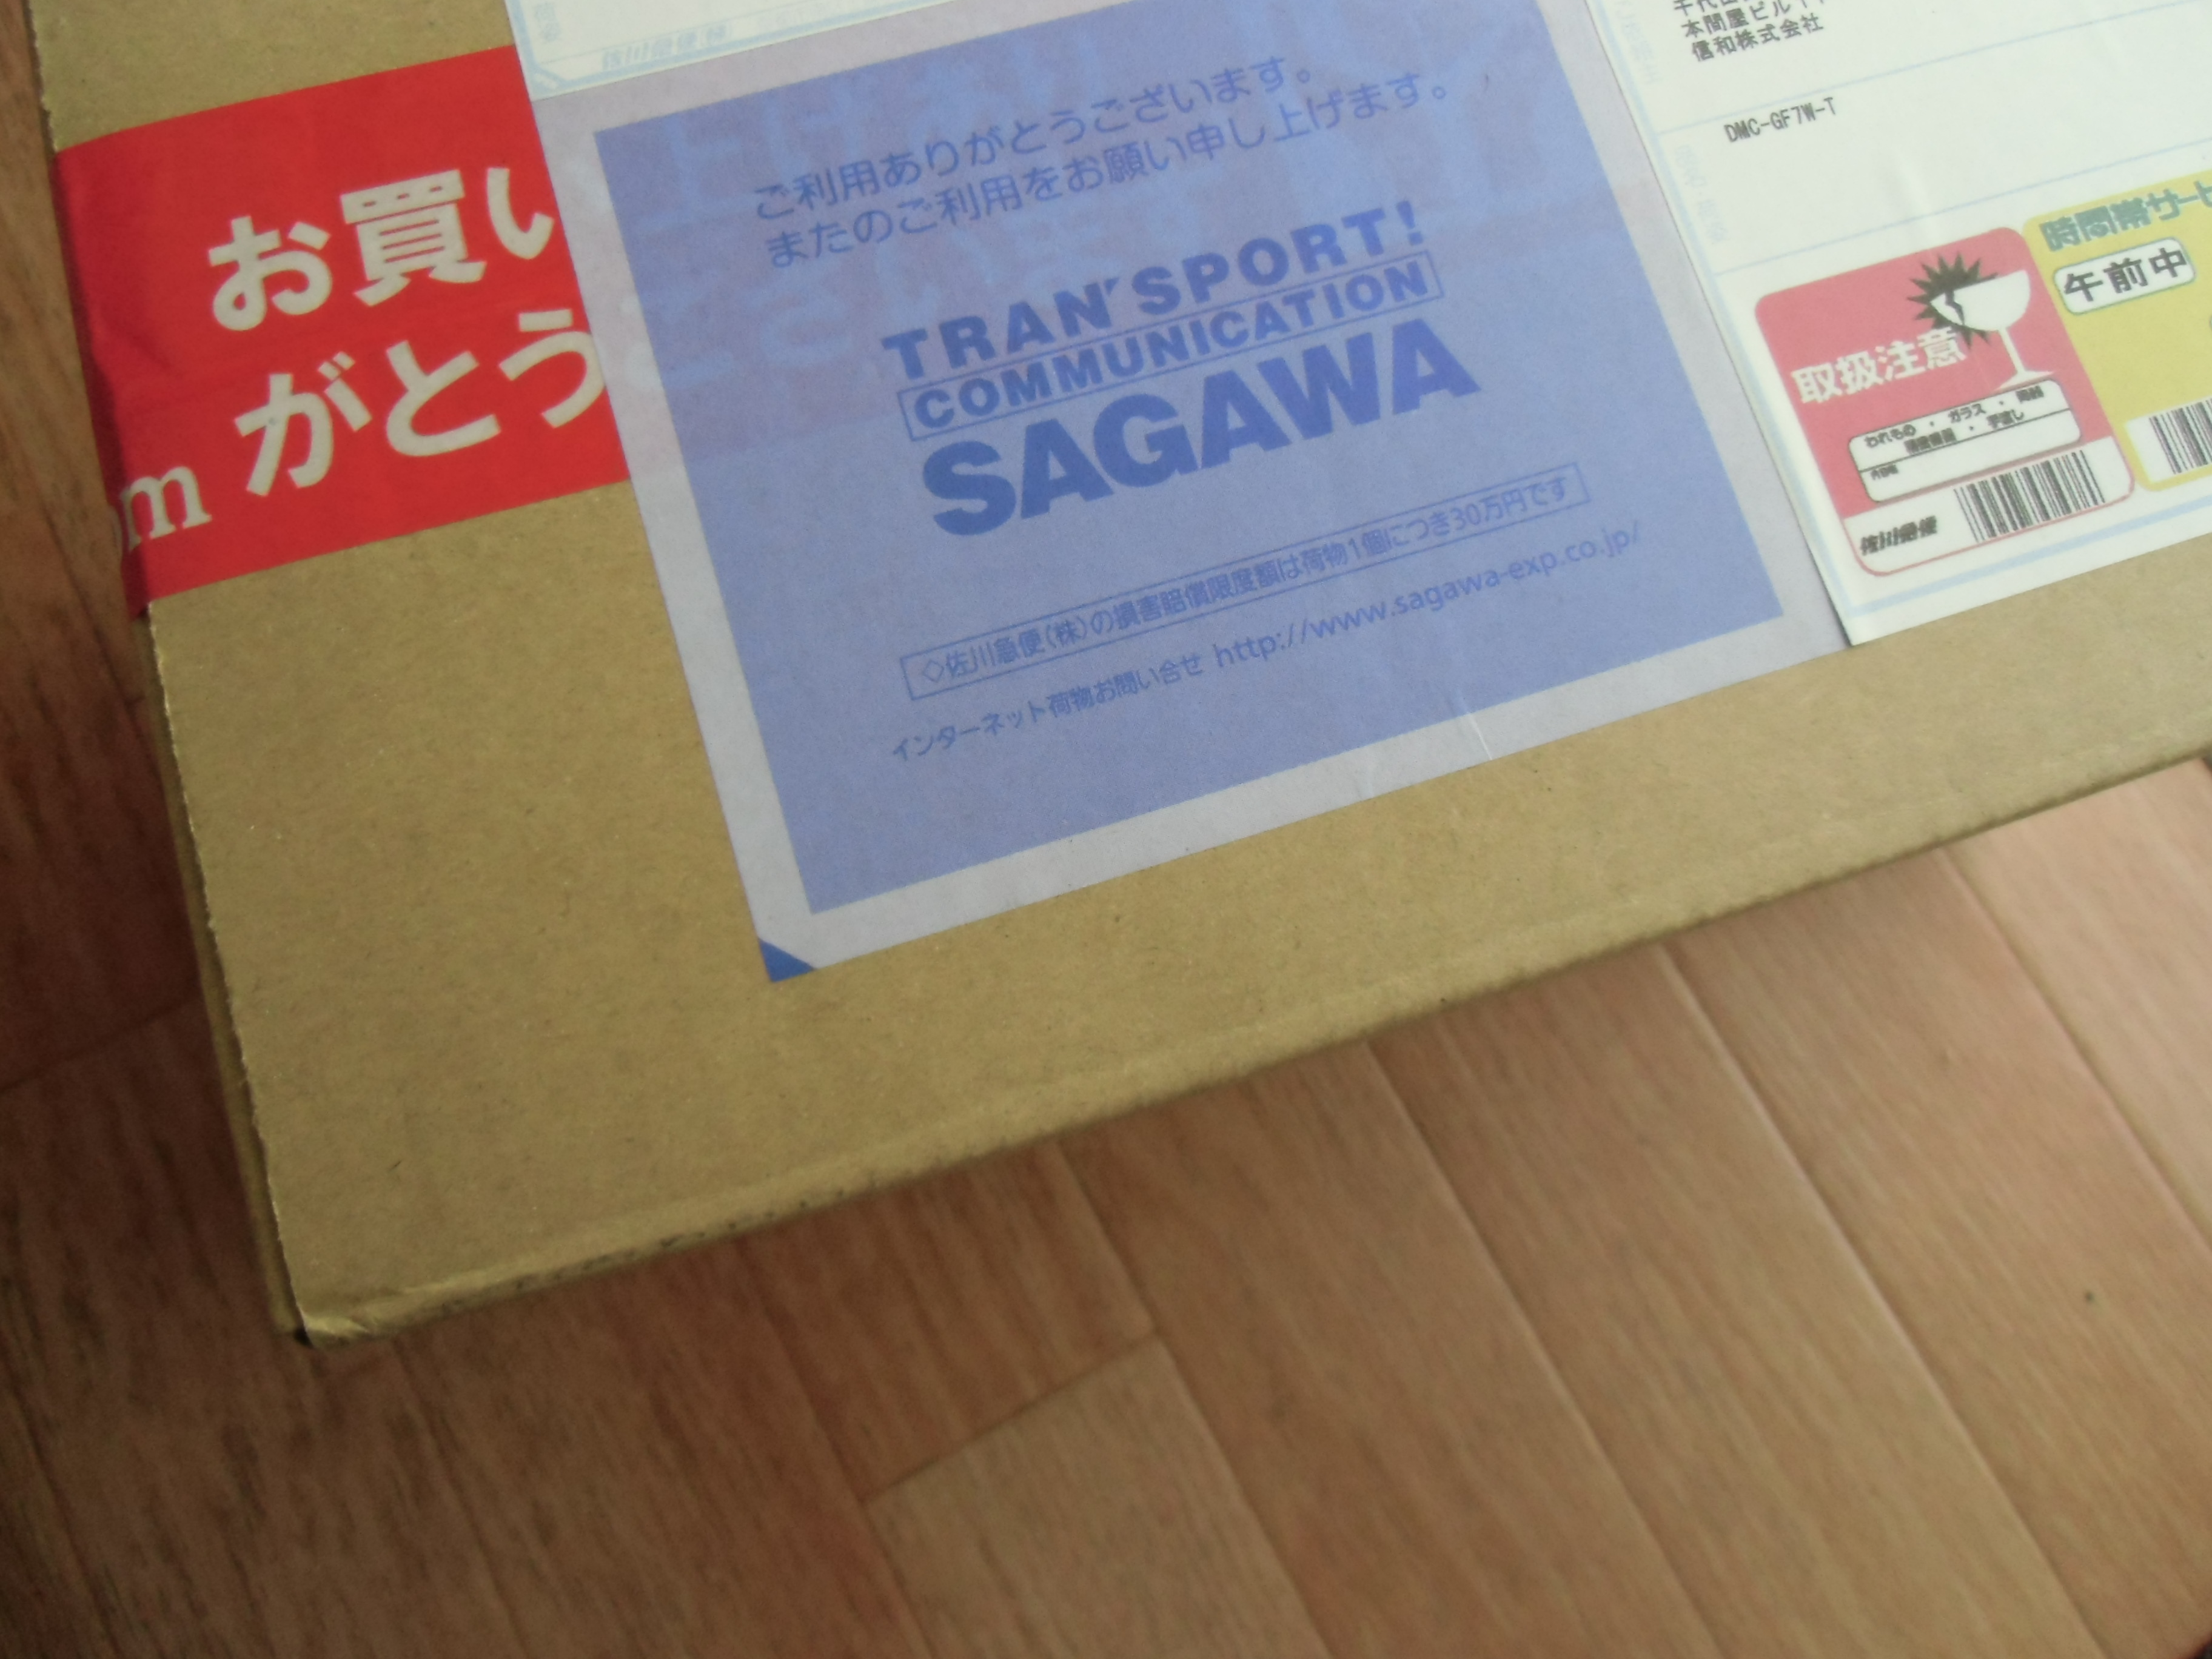 お買い
がとう
m
佐川急便(株)
ご利用ありがとうございます。
またのご利用をお願い申し上げます。
TRAN'SPORT!
COMMUNICATION
SAGAWA
◇佐川急便(株)の損害賠償限度額は荷物1個につき30万円です
インターネット荷物お問い合せ http://www.sagawa-exp.co.jp/
本間屋ビル
信和株式会社
DMC-GF7W-T
取扱注意
われもの・ガラス・
佐川急便
時間帯サービ
午前中